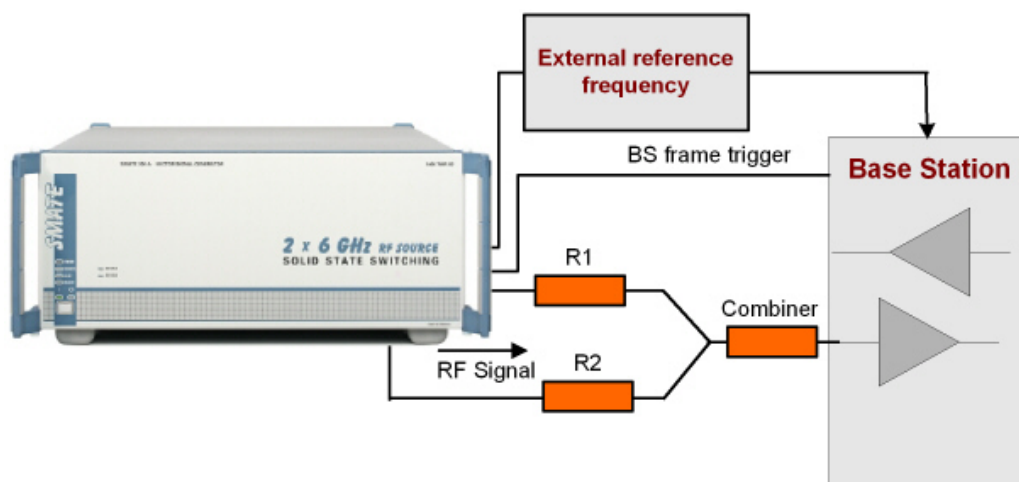 External reference
frequency
BS frame trigger
Base Station
SMATE
2 x 6 GHz RF SOURCE
SOLID STATE SWITCHING
R1
Combiner
RF Signal
R2